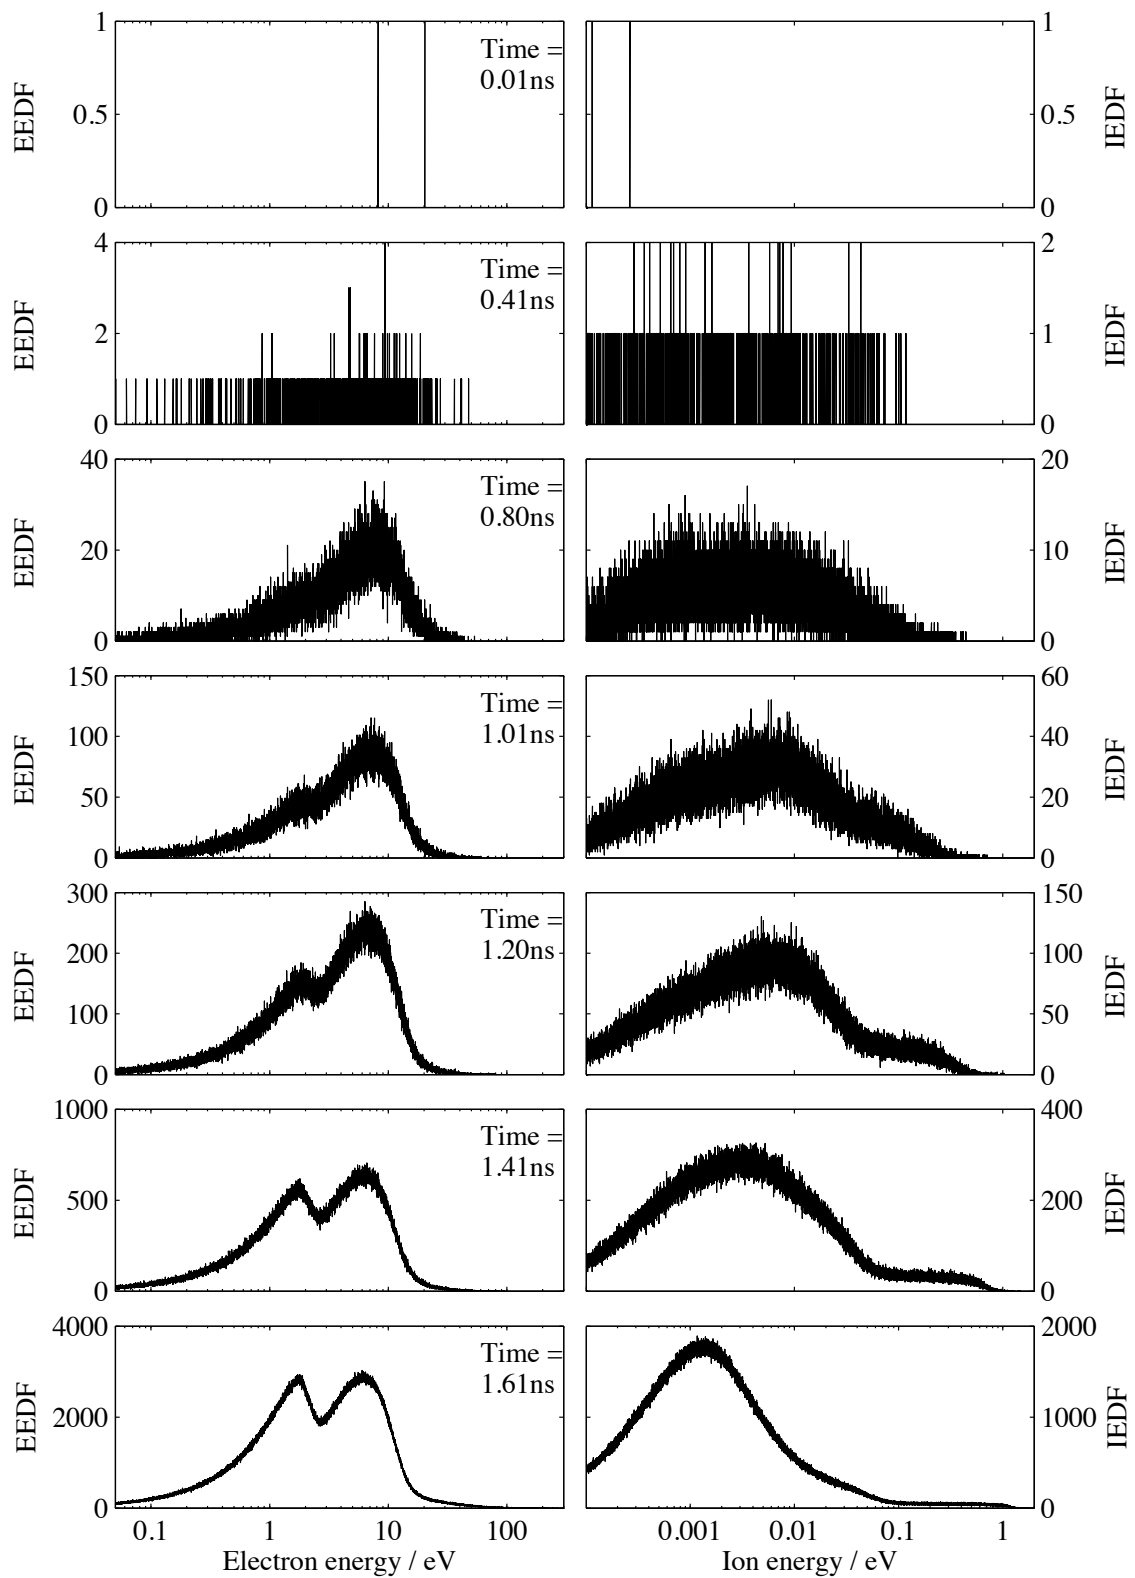 1
0.5
0
EEDF
Time =
0.01ns
1
0.5
0
IEDF
4
2
0
EEDF
Time =
0.41ns
2
1
0
IEDF
40
20
0
EEDF
Time =
0.80ns
20
10
0
IEDF
150
100
50
0
EEDF
Time =
1.01ns
60
40
20
0
IEDF
300
200
100
0
EEDF
Time =
1.20ns
150
100
50
0
IEDF
1000
500
0
EEDF
Time =
1.41ns
400
200
0
IEDF
4000
2000
0
EEDF
Time =
1.61ns
2000
1000
0
IEDF
0.1 1 10 100
Electron energy / eV
0.001 0.01 0.1 1
Ion energy / eV